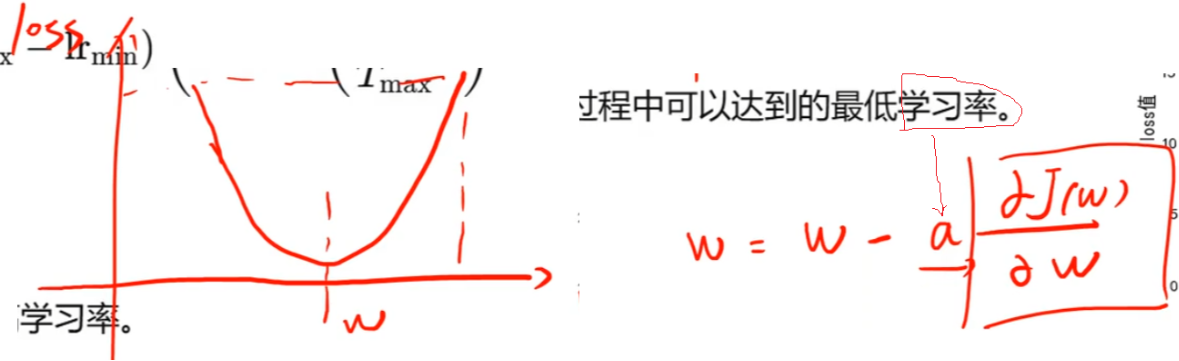 loss
x − lr_min)
(T_max)
学习率。
w
过程中可以达到的最低学习率。
w = w - a ∂J(w)/∂w
loss值
10
5
0